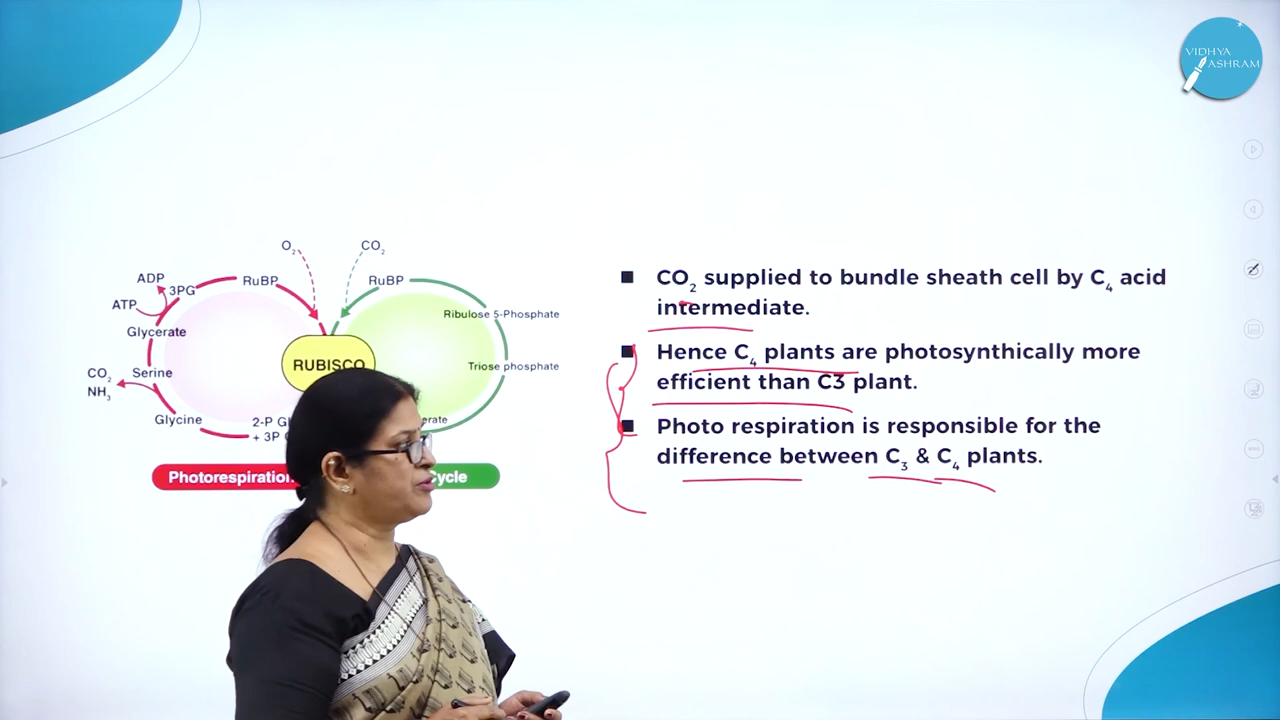 VIDHYA
ASHRAM
O₂
CO₂
ADP
3PG
RuBP
RuBP
ATP
Ribulose 5-Phosphate
Glycerate
RUBISCO
Triose phosphate
CO₂
NH₃
Serine
Glycine
2-P
+ 3P
Photorespiration
Cycle
■ CO₂ supplied to bundle sheath cell by C₄ acid
intermediate.
■ Hence C₄ plants are photosynthically more
efficient than C3 plant.
■ Photo respiration is responsible for the
difference between C₃ & C₄ plants.